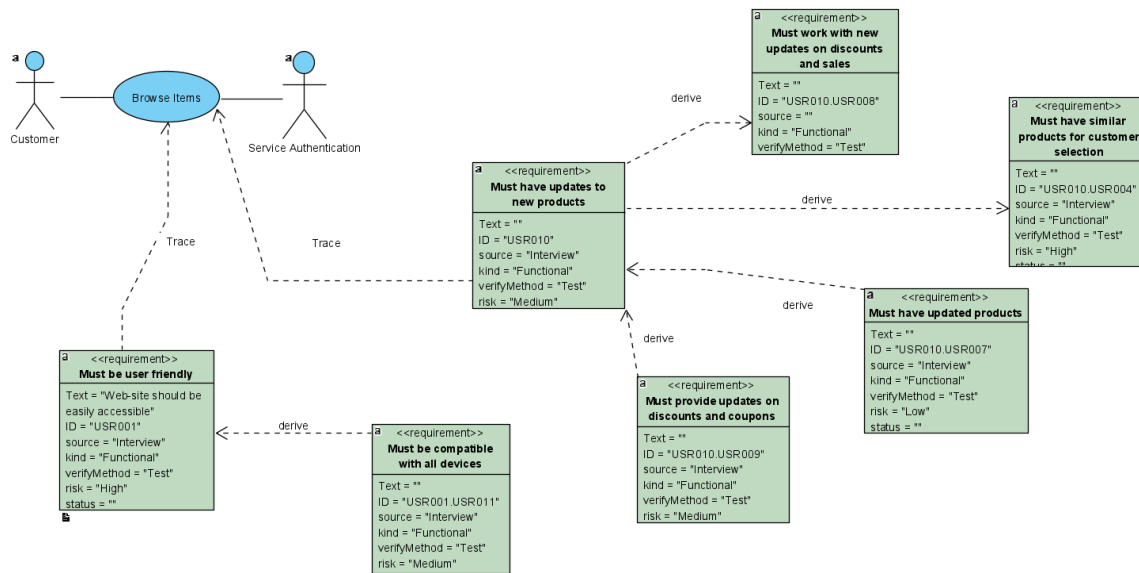 a
Customer
Browse Items
a
Service Authentication
Trace
Trace
a
<<requirement>>
Must work with new
updates on discounts
and sales
Text = ""
ID = "USR010.USR008"
source = ""
kind = "Functional"
verifyMethod = "Test"
derive
a
<<requirement>>
Must have similar
products for customer
selection
Text = ""
ID = "USR010.USR004"
source = "Interview"
kind = "Functional"
verifyMethod = "Test"
risk = "High"
status = ""
derive
a
<<requirement>>
Must have updates to
new products
Text = ""
ID = "USR010"
source = "Interview"
kind = "Functional"
verifyMethod = "Test"
risk = "Medium"
derive
a
<<requirement>>
Must have updated products
Text = ""
ID = "USR010.USR007"
source = "Interview"
kind = "Functional"
verifyMethod = "Test"
risk = "Low"
status = ""
derive
a
<<requirement>>
Must provide updates on
discounts and coupons
Text = ""
ID = "USR010.USR009"
source = "Interview"
kind = "Functional"
verifyMethod = "Test"
risk = "Medium"
a
<<requirement>>
Must be user friendly
Text = "Web-site should be
easily accessible"
ID = "USR001"
source = "Interview"
kind = "Functional"
verifyMethod = "Test"
risk = "High"
status = ""
derive
a
<<requirement>>
Must be compatible
with all devices
Text = ""
ID = "USR001.USR011"
source = "Interview"
kind = "Functional"
verifyMethod = "Test"
risk = "Medium"